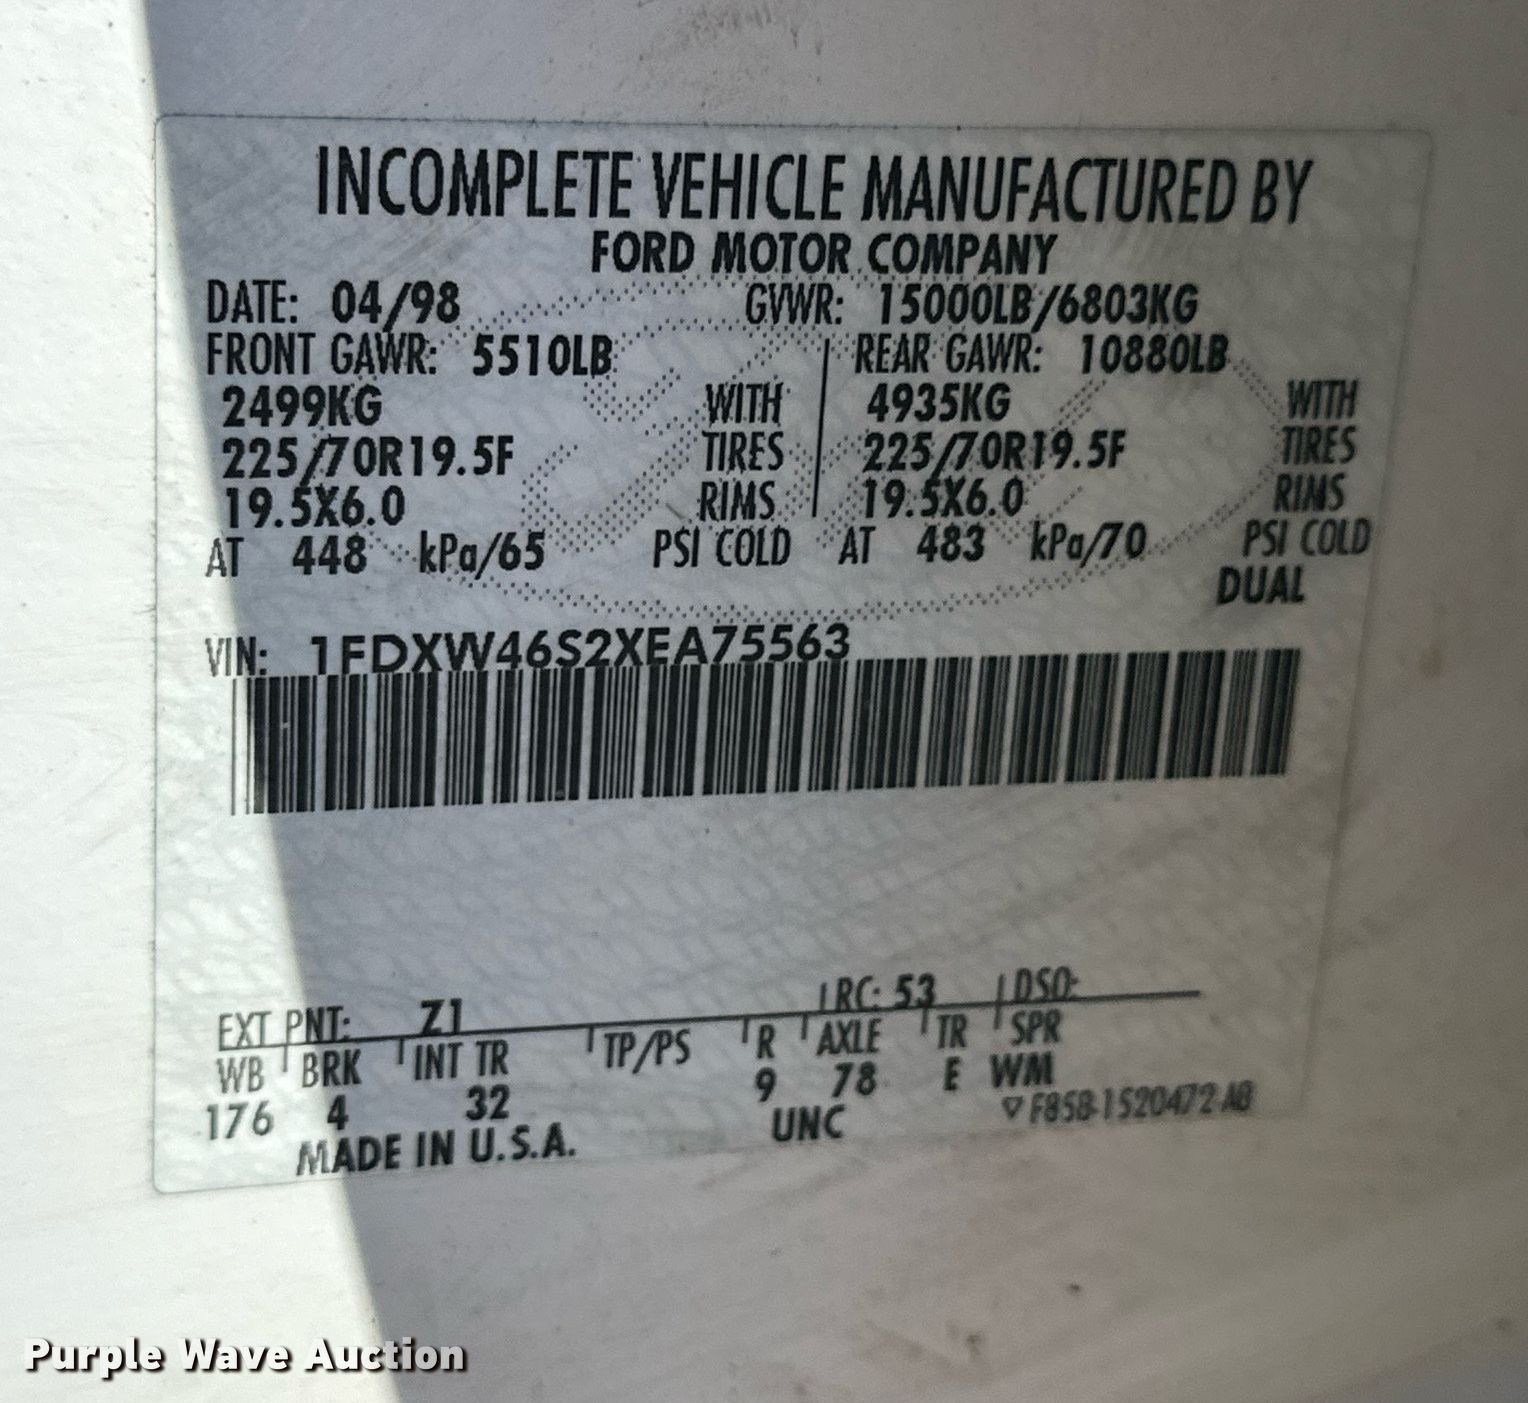 INCOMPLETE VEHICLE MANUFACTURED BY
FORD MOTOR COMPANY
DATE: 04/98 GVWR: 15000LB/6803KG
FRONT GAWR: 5510LB REAR GAWR: 10880LB
2499KG WITH 4935KG WITH
225/70R19.5F TIRES 225/70R19.5F TIRES
19.5X6.0 RIMS 19.5X6.0 RIMS
AT 448 kPa/65 PSI COLD AT 483 kPa/70 PSI COLD
DUAL
VIN: 1FDXW46S2XEA75563
EXT PNT: Z1 RC: 53 DSO:
WB BRK INT TR TP/PS R AXLE TR SPR
176 4 32 9 78 E WM
MADE IN U.S.A. UNC ▽ F85B-1520472-AB
Purple Wave Auction